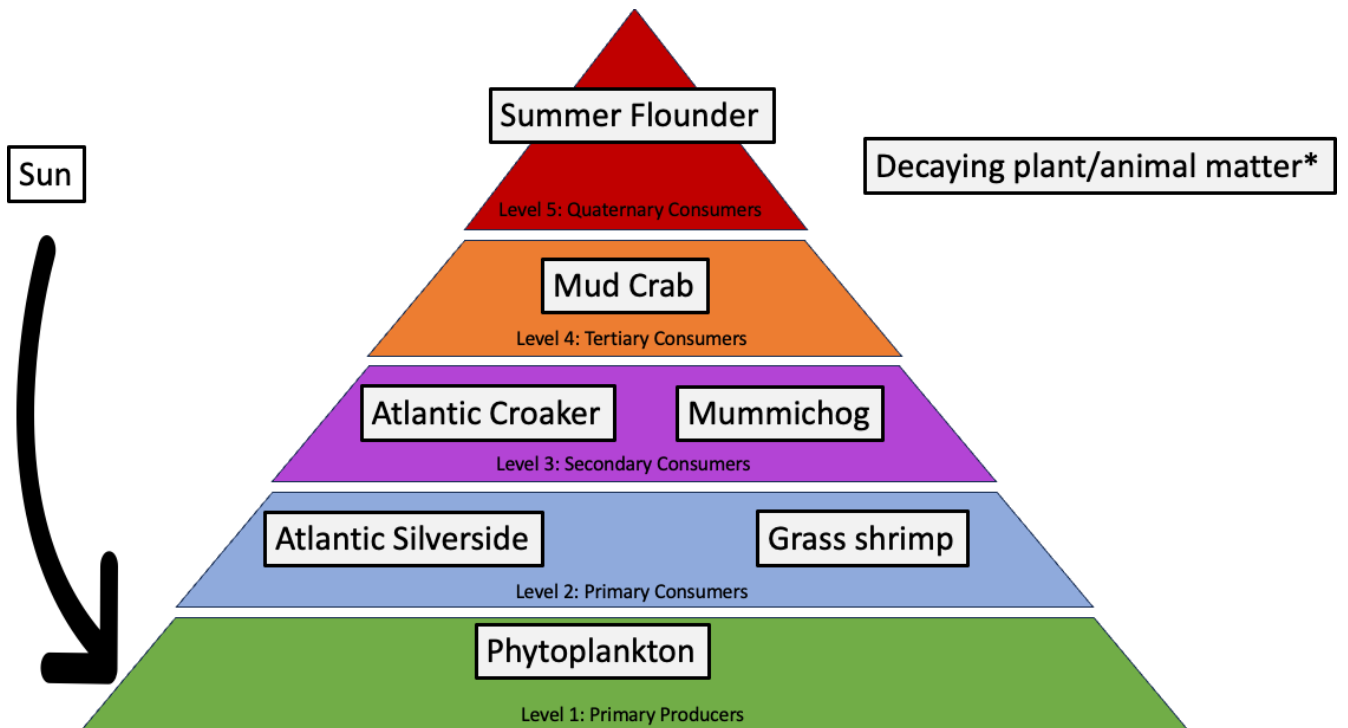 Summer Flounder
Sun
Decaying plant/animal matter*
Level 5: Quaternary Consumers
Mud Crab
Level 4: Tertiary Consumers
Atlantic Croaker
Mummichog
Level 3: Secondary Consumers
Atlantic Silverside
Grass shrimp
Level 2: Primary Consumers
Phytoplankton
Level 1: Primary Producers